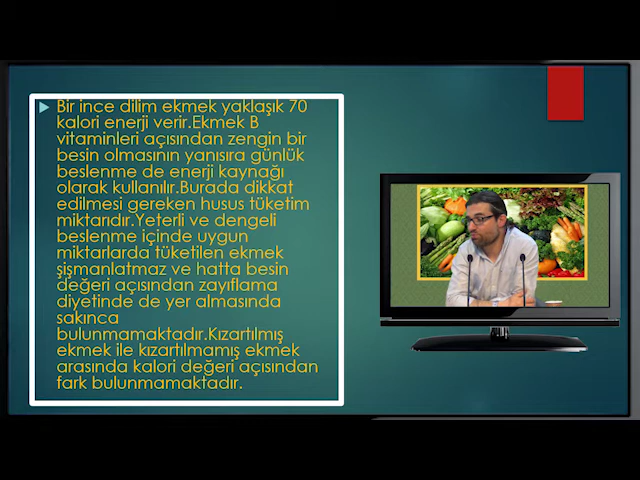 Bir ince dilim ekmek yaklaşık 70
kalori enerji verir.Ekmek B
vitaminleri açısından zengin bir
besin olmasının yanısıra günlük
beslenme de enerji kaynağı
olarak kullanılır.Burada dikkat
edilmesi gereken husus tüketim
miktarıdır.Yeterli ve dengeli
beslenme içinde uygun
miktarlarda tüketilen ekmek
şişmanlatmaz ve hatta besin
değeri açısından zayıflama
diyetinde de yer almasında
sakınca
bulunmamaktadır.Kızartılmış
ekmek ile kızartılmamış ekmek
arasında kalori değeri açısından
fark bulunmamaktadır.